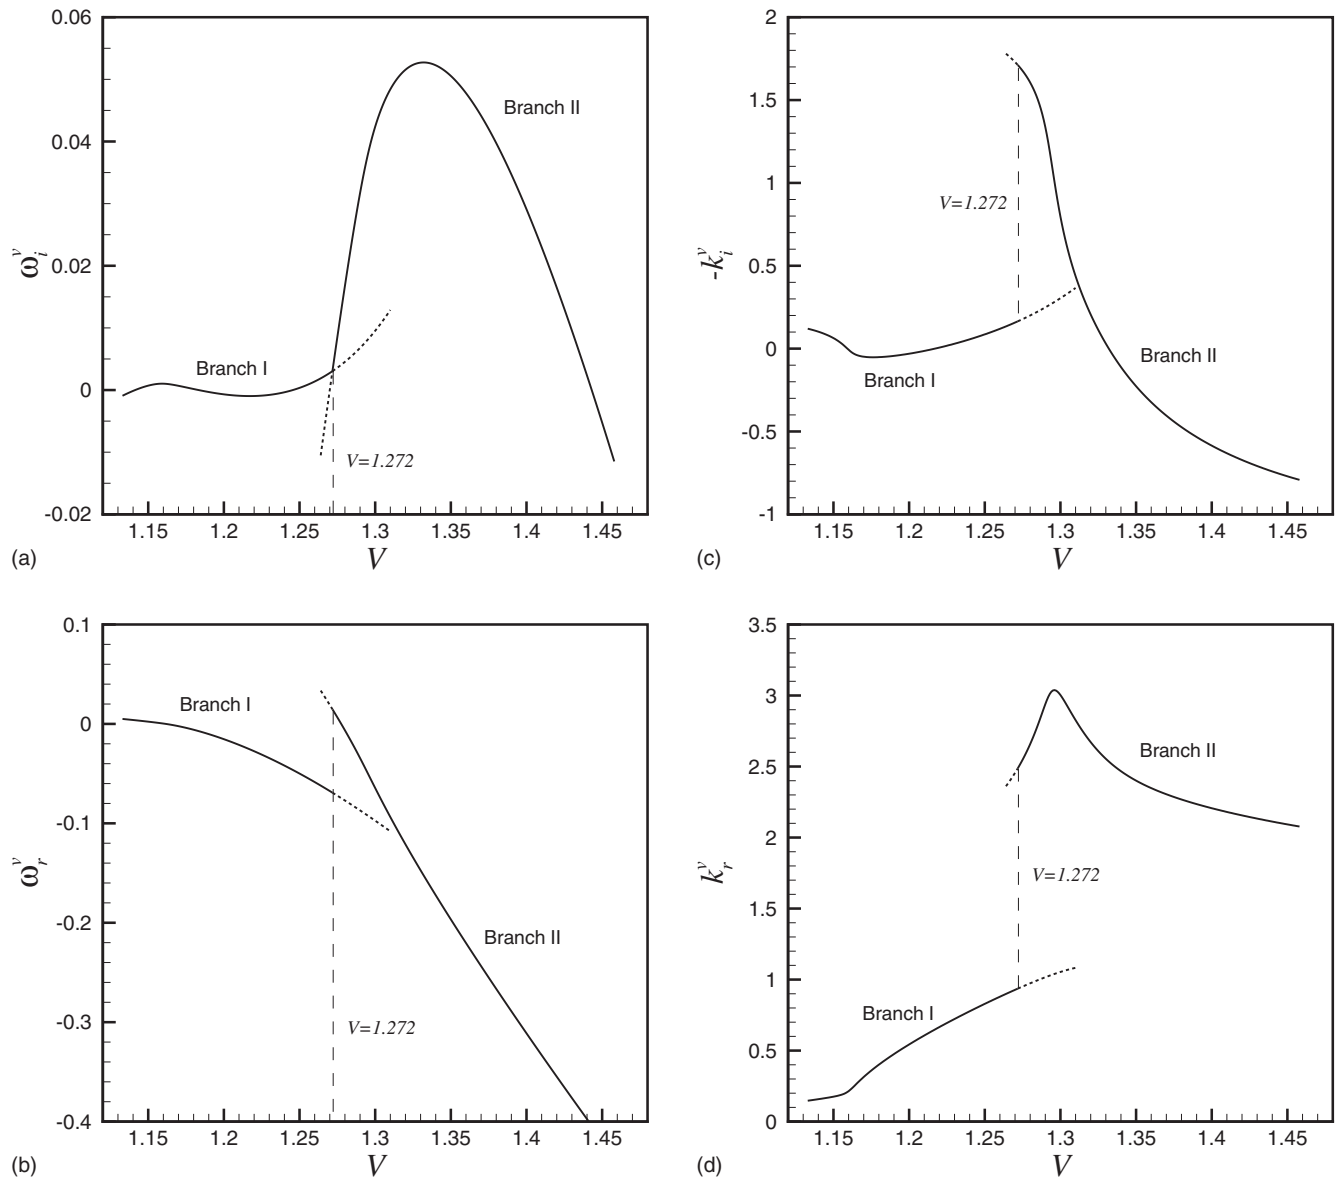 0.06
0.04
0.02
0
-0.02
ω_i^v
Branch I
Branch II
V=1.272
1.15 1.2 1.25 1.3 1.35 1.4 1.45
V
(a)
2
1.5
1
0.5
0
-0.5
-1
-k_i^v
V=1.272
Branch I
Branch II
1.15 1.2 1.25 1.3 1.35 1.4 1.45
V
(c)
0.1
0
-0.1
-0.2
-0.3
-0.4
ω_r^v
Branch I
Branch II
V=1.272
1.15 1.2 1.25 1.3 1.35 1.4 1.45
V
(b)
3.5
3
2.5
2
1.5
1
0.5
0
k_r^v
Branch II
V=1.272
Branch I
1.15 1.2 1.25 1.3 1.35 1.4 1.45
V
(d)